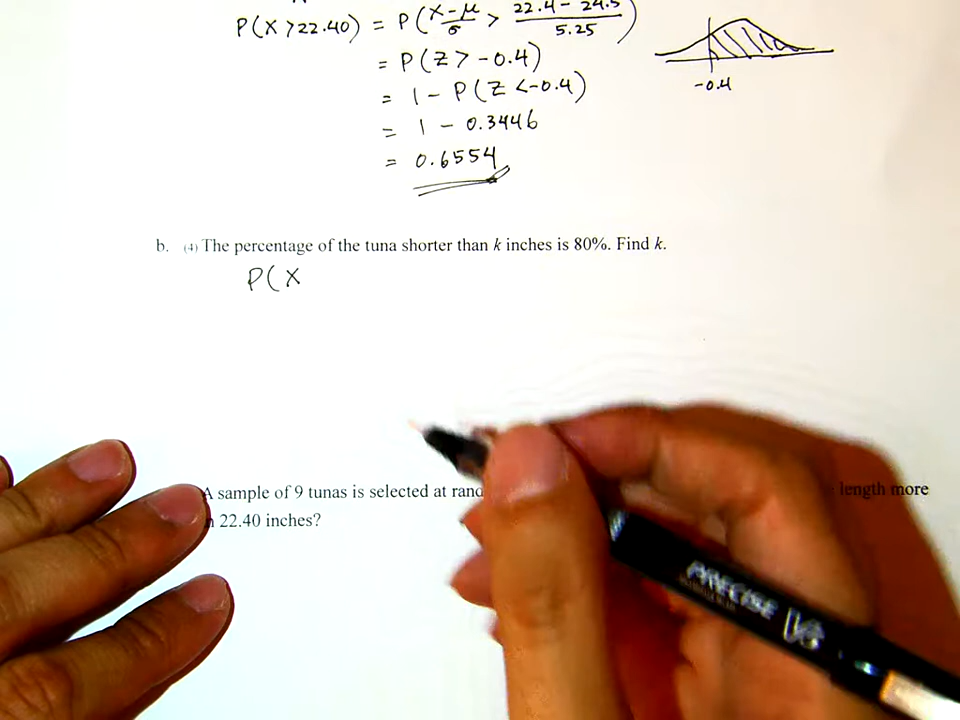 P(X > 22.40) = P(X-μ/σ > 22.4 - 24.5/5.25)
= P(Z > -0.4)
= 1 - P(Z < -0.4)
= 1 - 0.3446
= 0.6554
-0.4
b. (4) The percentage of the tuna shorter than k inches is 80%. Find k.
P(X
A sample of 9 tunas is selected at length more
22.40 inches?
PRECISE V5